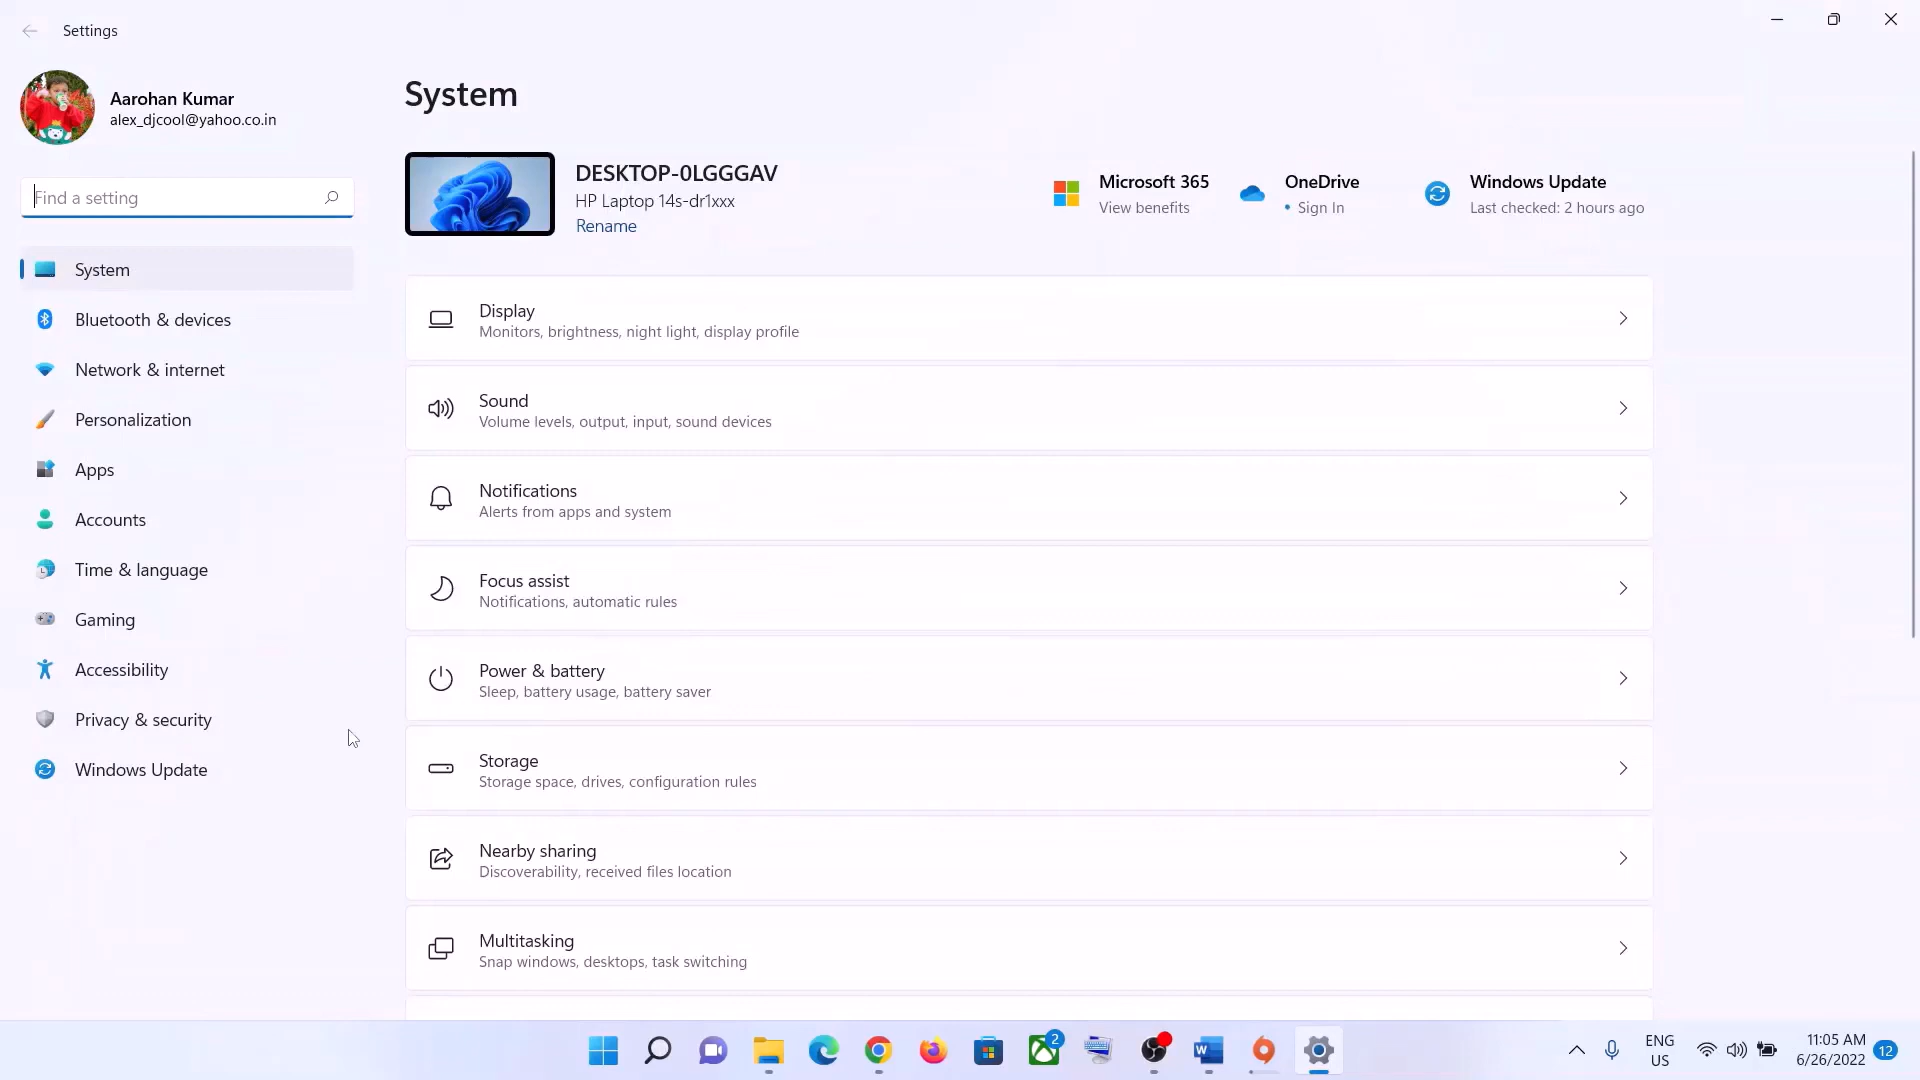 Settings
Aarohan Kumar
alex_djcool@yahoo.co.in
Find a setting
System
Bluetooth & devices
Network & internet
Personalization
Apps
Accounts
Time & language
Gaming
Accessibility
Privacy & security
Windows Update
System
DESKTOP-0LGGGAV
HP Laptop 14s-dr1xxx
Rename
Microsoft 365
View benefits
OneDrive
• Sign In
Windows Update
Last checked: 2 hours ago
Display
Monitors, brightness, night light, display profile
Sound
Volume levels, output, input, sound devices
Notifications
Alerts from apps and system
Focus assist
Notifications, automatic rules
Power & battery
Sleep, battery usage, battery saver
Storage
Storage space, drives, configuration rules
Nearby sharing
Discoverability, received files location
Multitasking
Snap windows, desktops, task switching
2
W
ENG
US
11:05 AM
6/26/2022
12